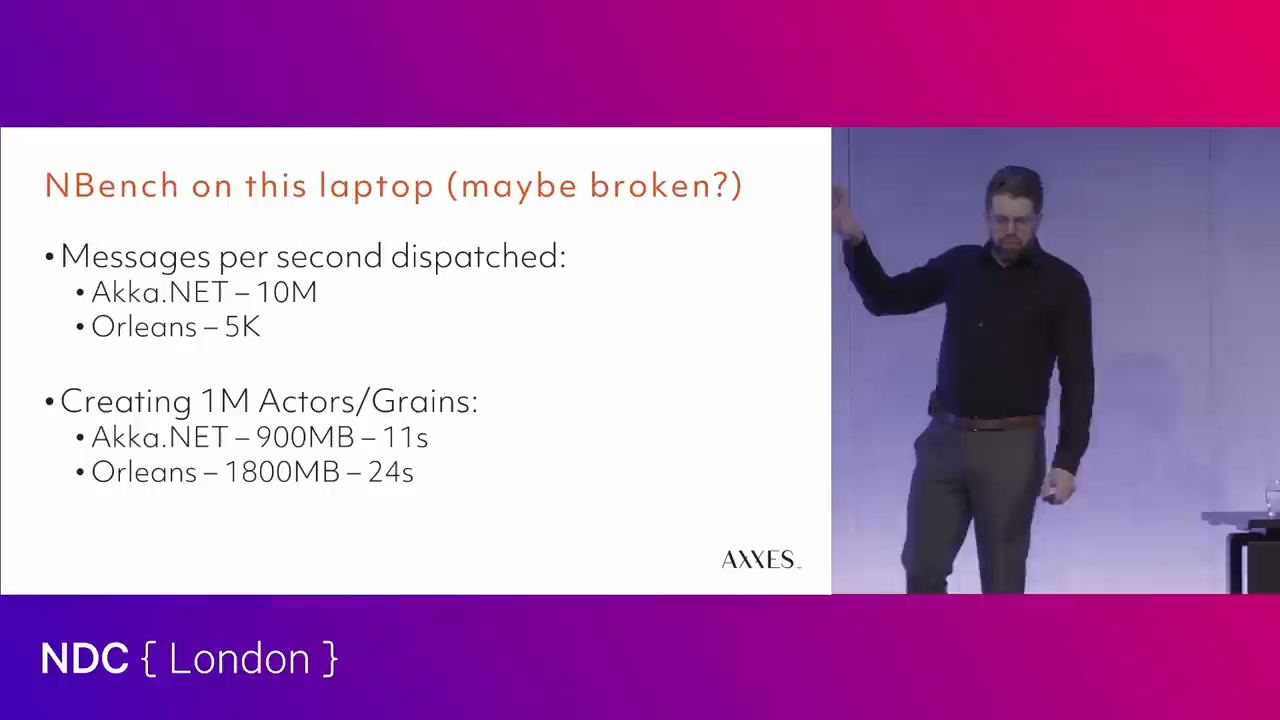 NBench on this laptop (maybe broken?)
• Messages per second dispatched:
• Akka.NET – 10M
• Orleans – 5K
• Creating 1M Actors/Grains:
• Akka.NET – 900MB – 11s
• Orleans – 1800MB – 24s
AXXES
NDC { London }